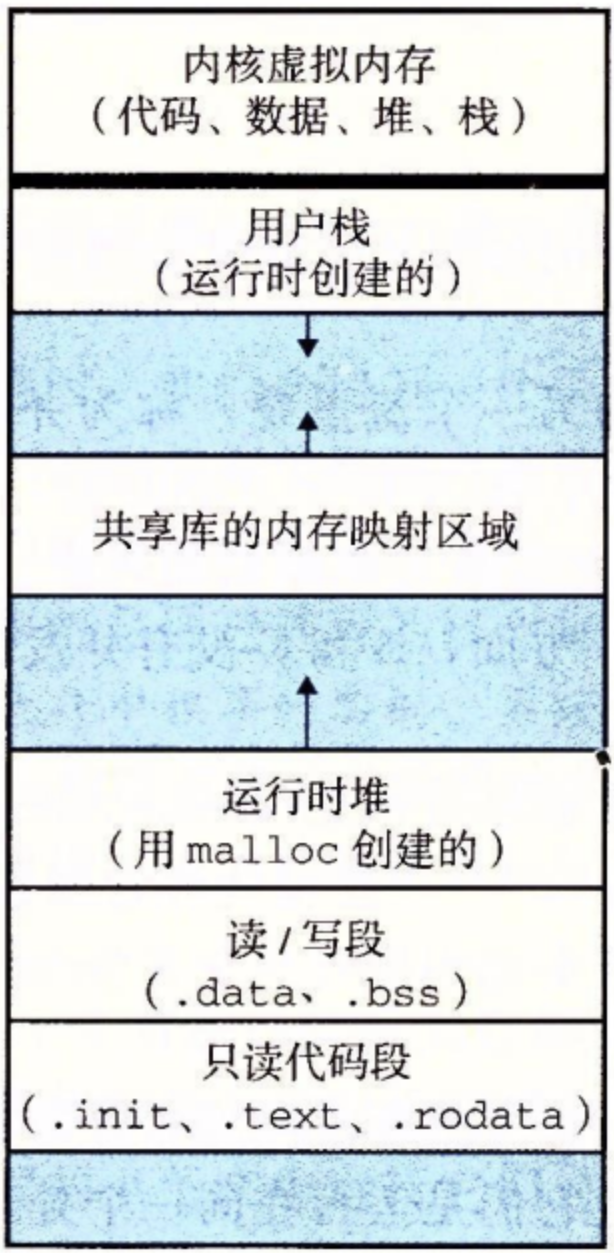 内核虚拟内存
（代码、数据、堆、栈）
用户栈
（运行时创建的）
共享库的内存映射区域
运行时堆
（用 malloc 创建的）
读/写段
（.data、.bss）
只读代码段
（.init、.text、.rodata）